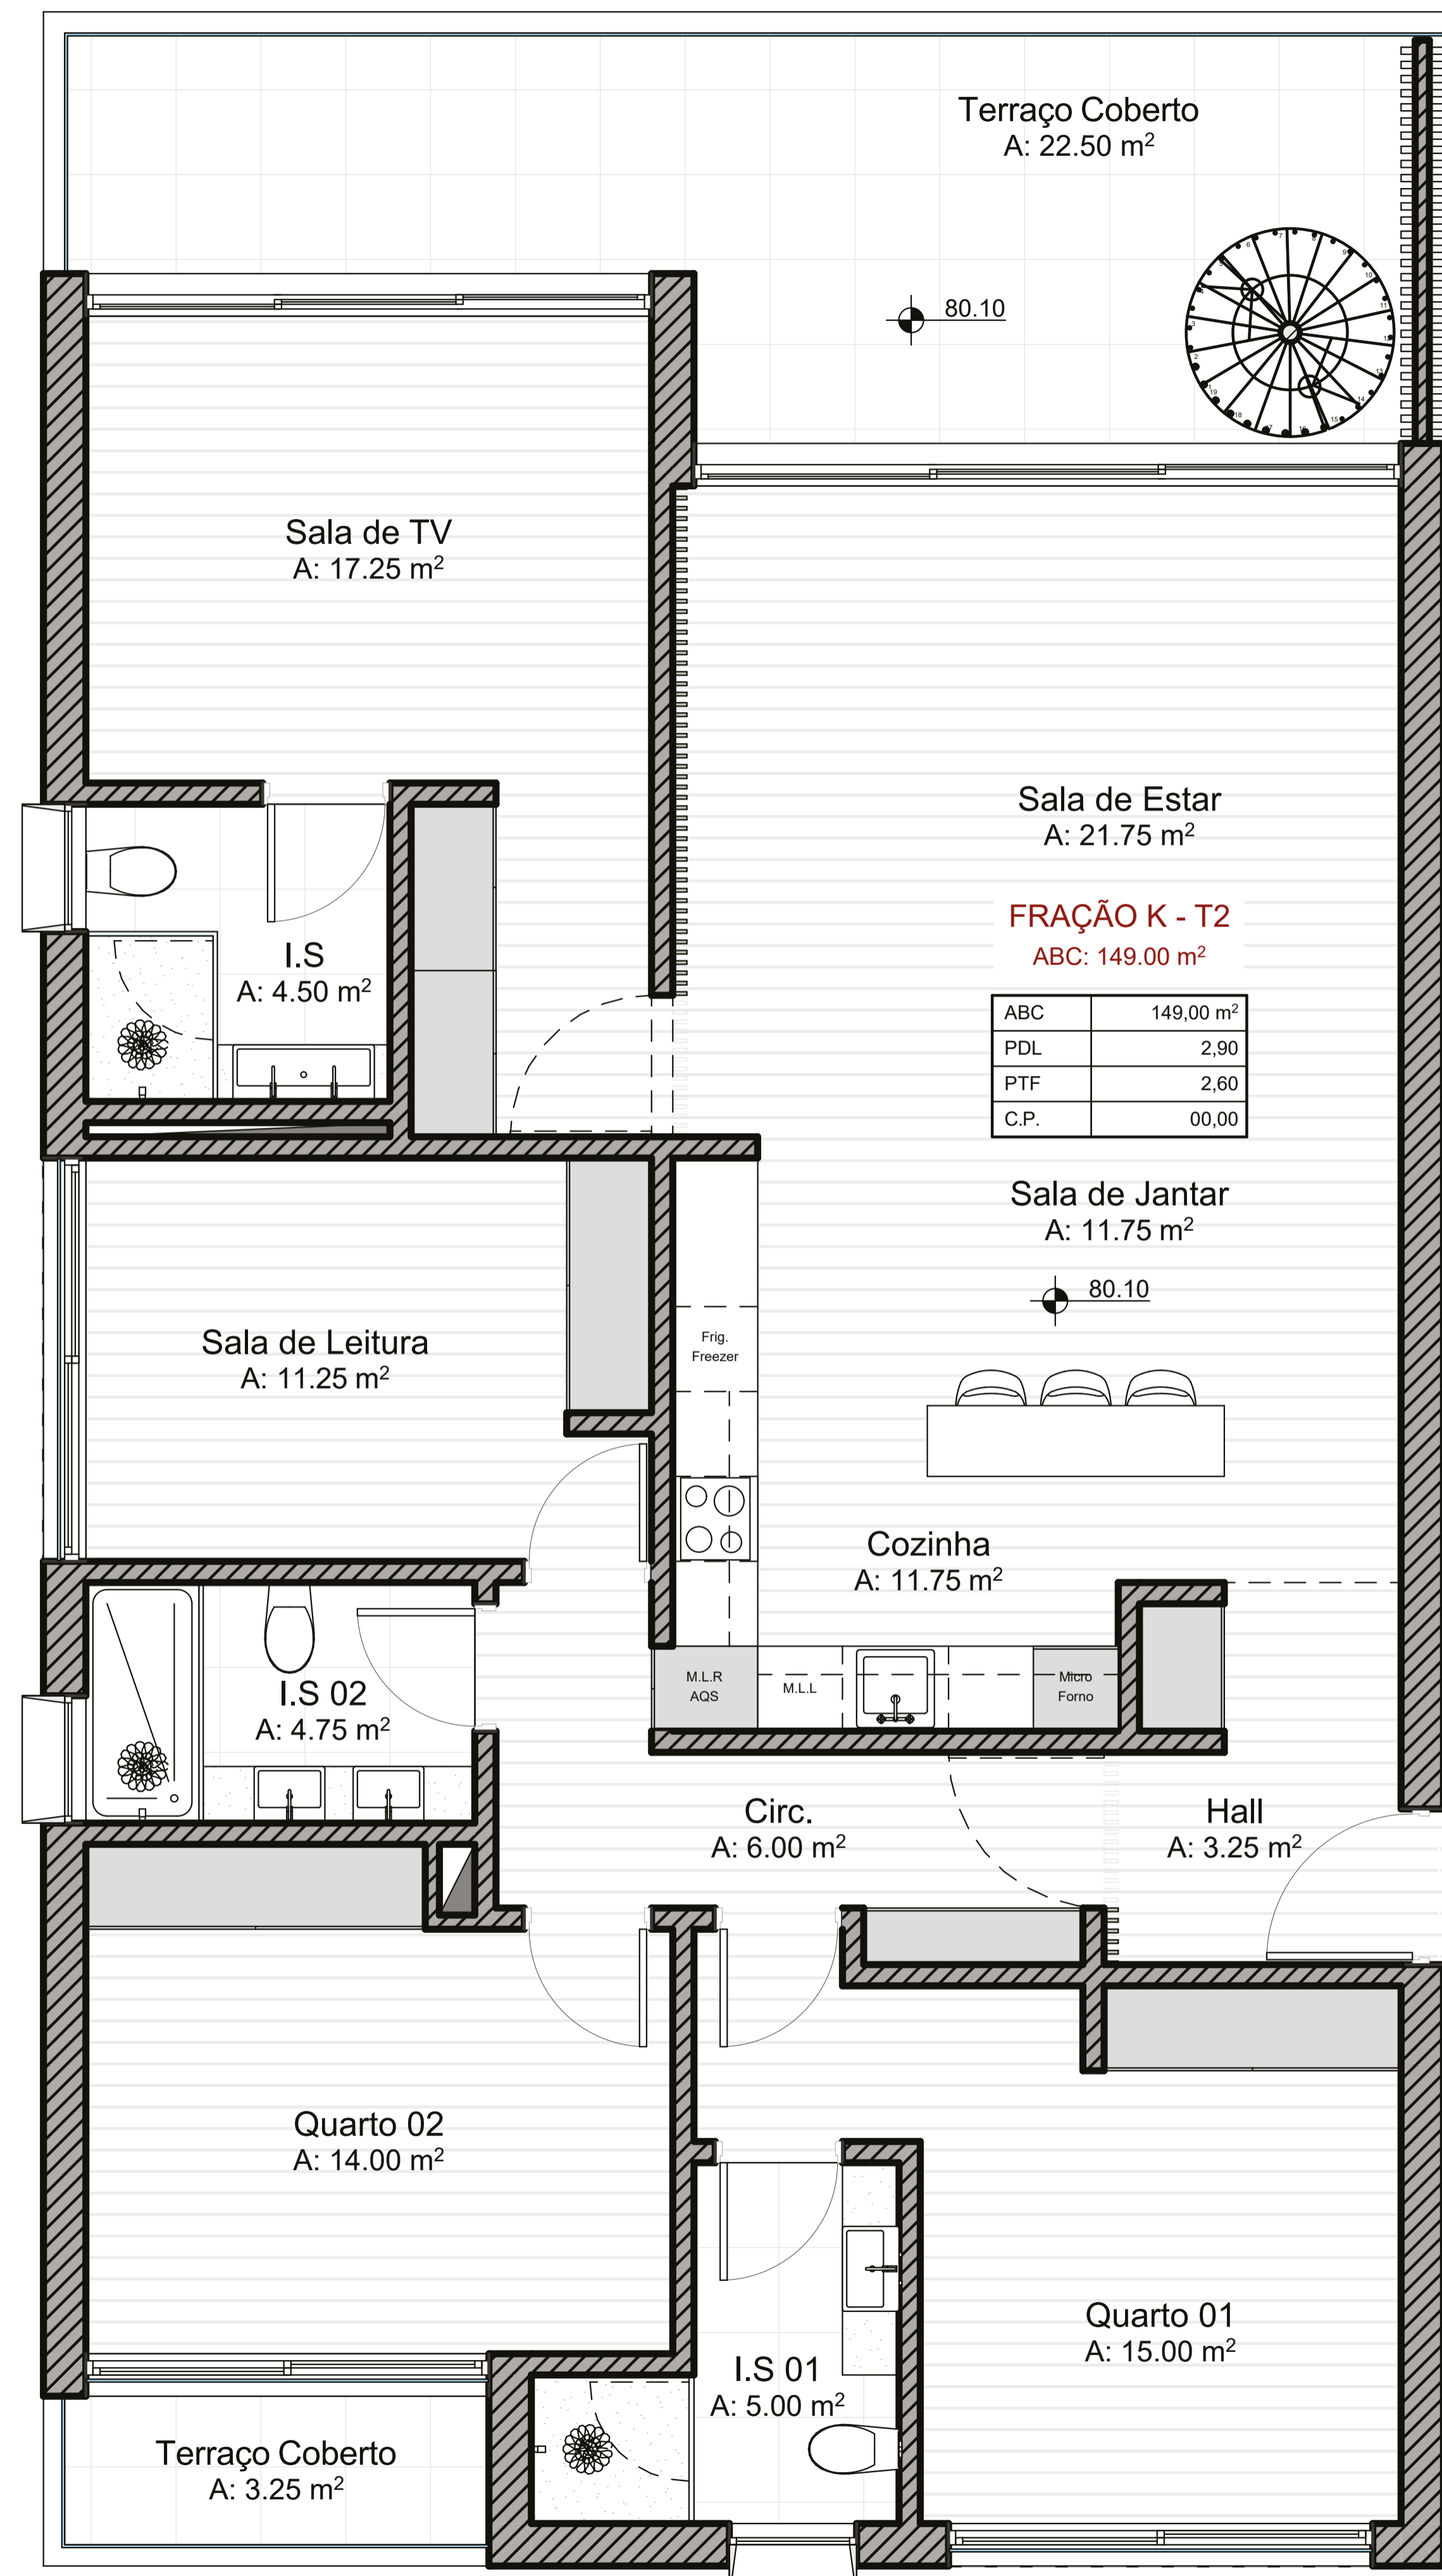 Terraço Coberto
A: 22.50 m²
80.10
Sala de TV
A: 17.25 m²
Sala de Estar
A: 21.75 m²
FRAÇÃO K - T2
ABC: 149.00 m²
I.S
A: 4.50 m²
ABC 149,00 m²
PDL 2,90
PTF 2,60
C.P. 00,00
Sala de Jantar
A: 11.75 m²
80.10
Sala de Leitura
A: 11.25 m²
Frig.
Freezer
Cozinha
A: 11.75 m²
I.S 02
A: 4.75 m²
M.L.R
AQS
M.L.L
Micro
Forno
Circ.
A: 6.00 m²
Hall
A: 3.25 m²
Quarto 02
A: 14.00 m²
Quarto 01
A: 15.00 m²
I.S 01
A: 5.00 m²
Terraço Coberto
A: 3.25 m²